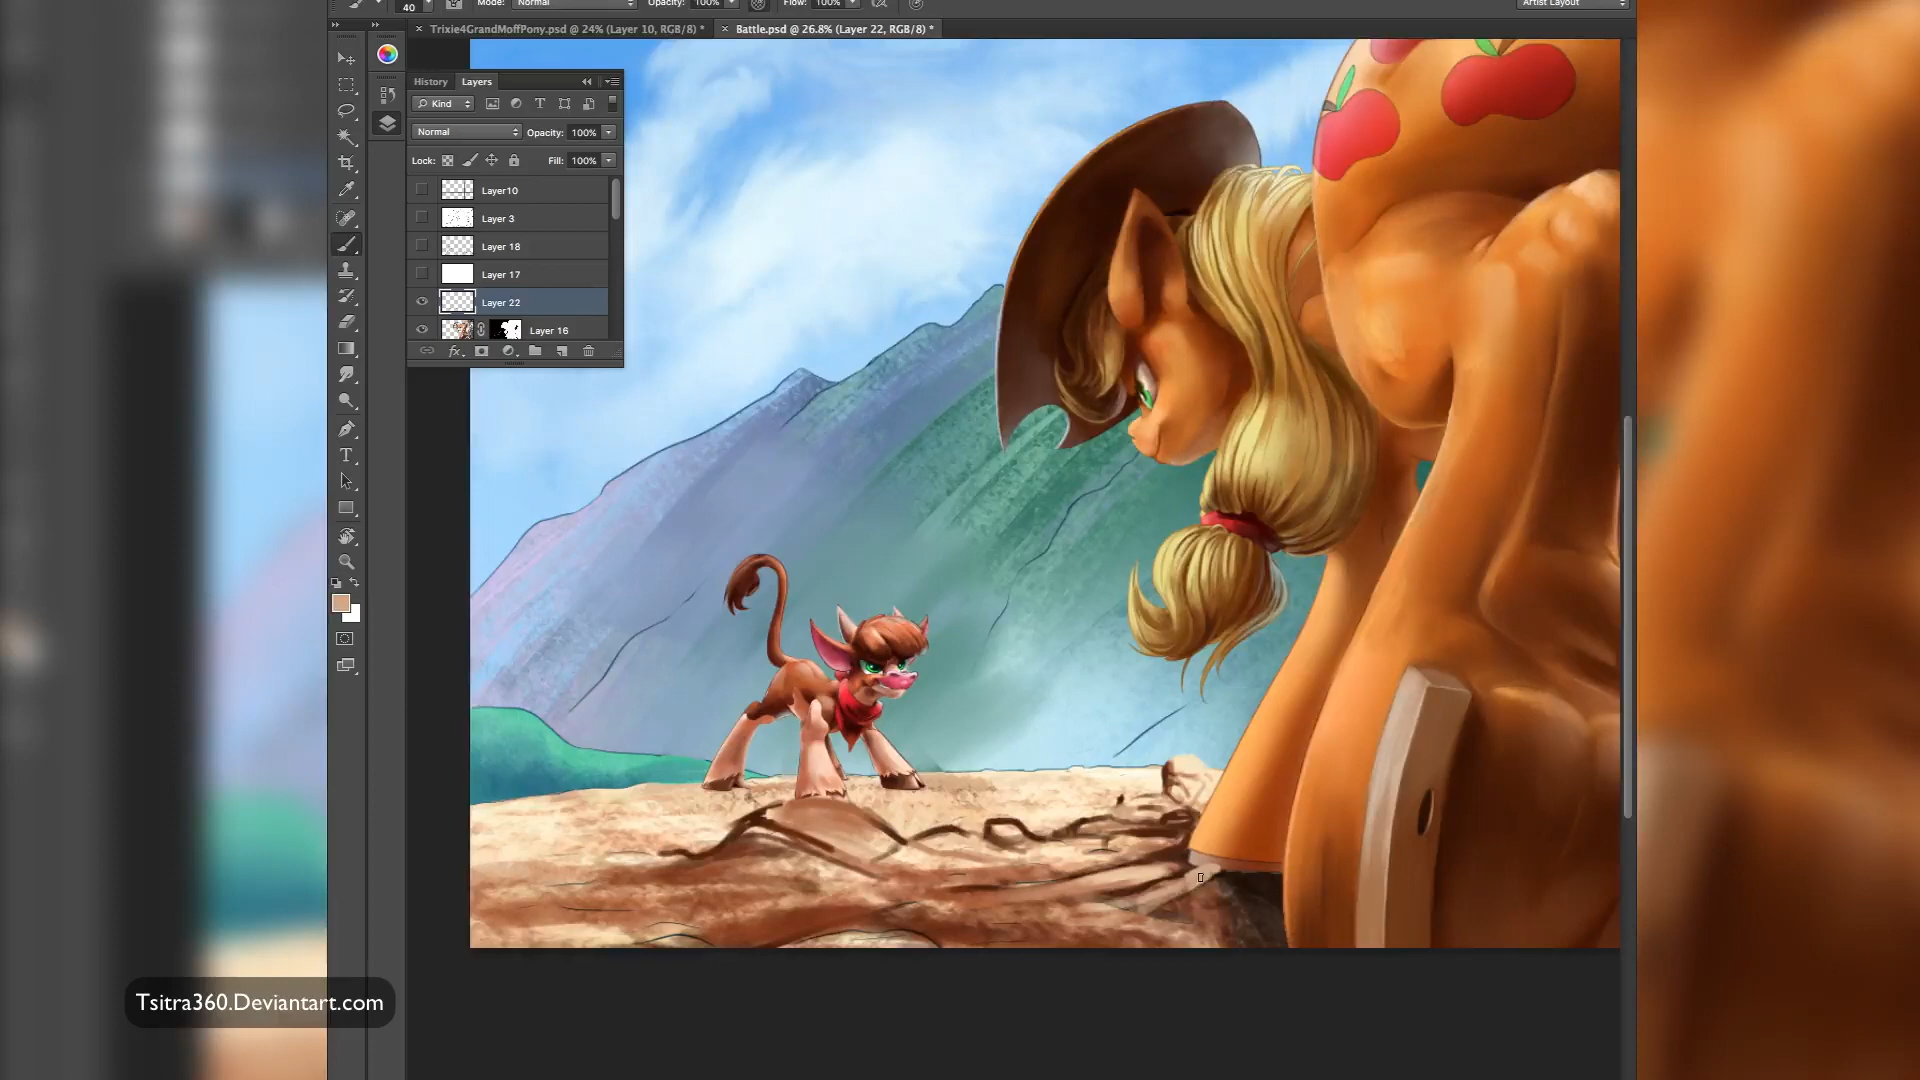 40 Mode: Normal Opacity: 100% Flow: 100% Artist Layout
Trixie4GrandMoffPony.psd @ 24% (Layer 10, RGB/8) * Battle.psd @ 26.8% (Layer 22, RGB/8) *
History Layers
Kind T
Normal Opacity: 100%
Lock: Fill: 100%
Layer10
Layer 3
Layer 18
Layer 17
Layer 22
Layer 16
fx
T
Tsitra360.Deviantart.com